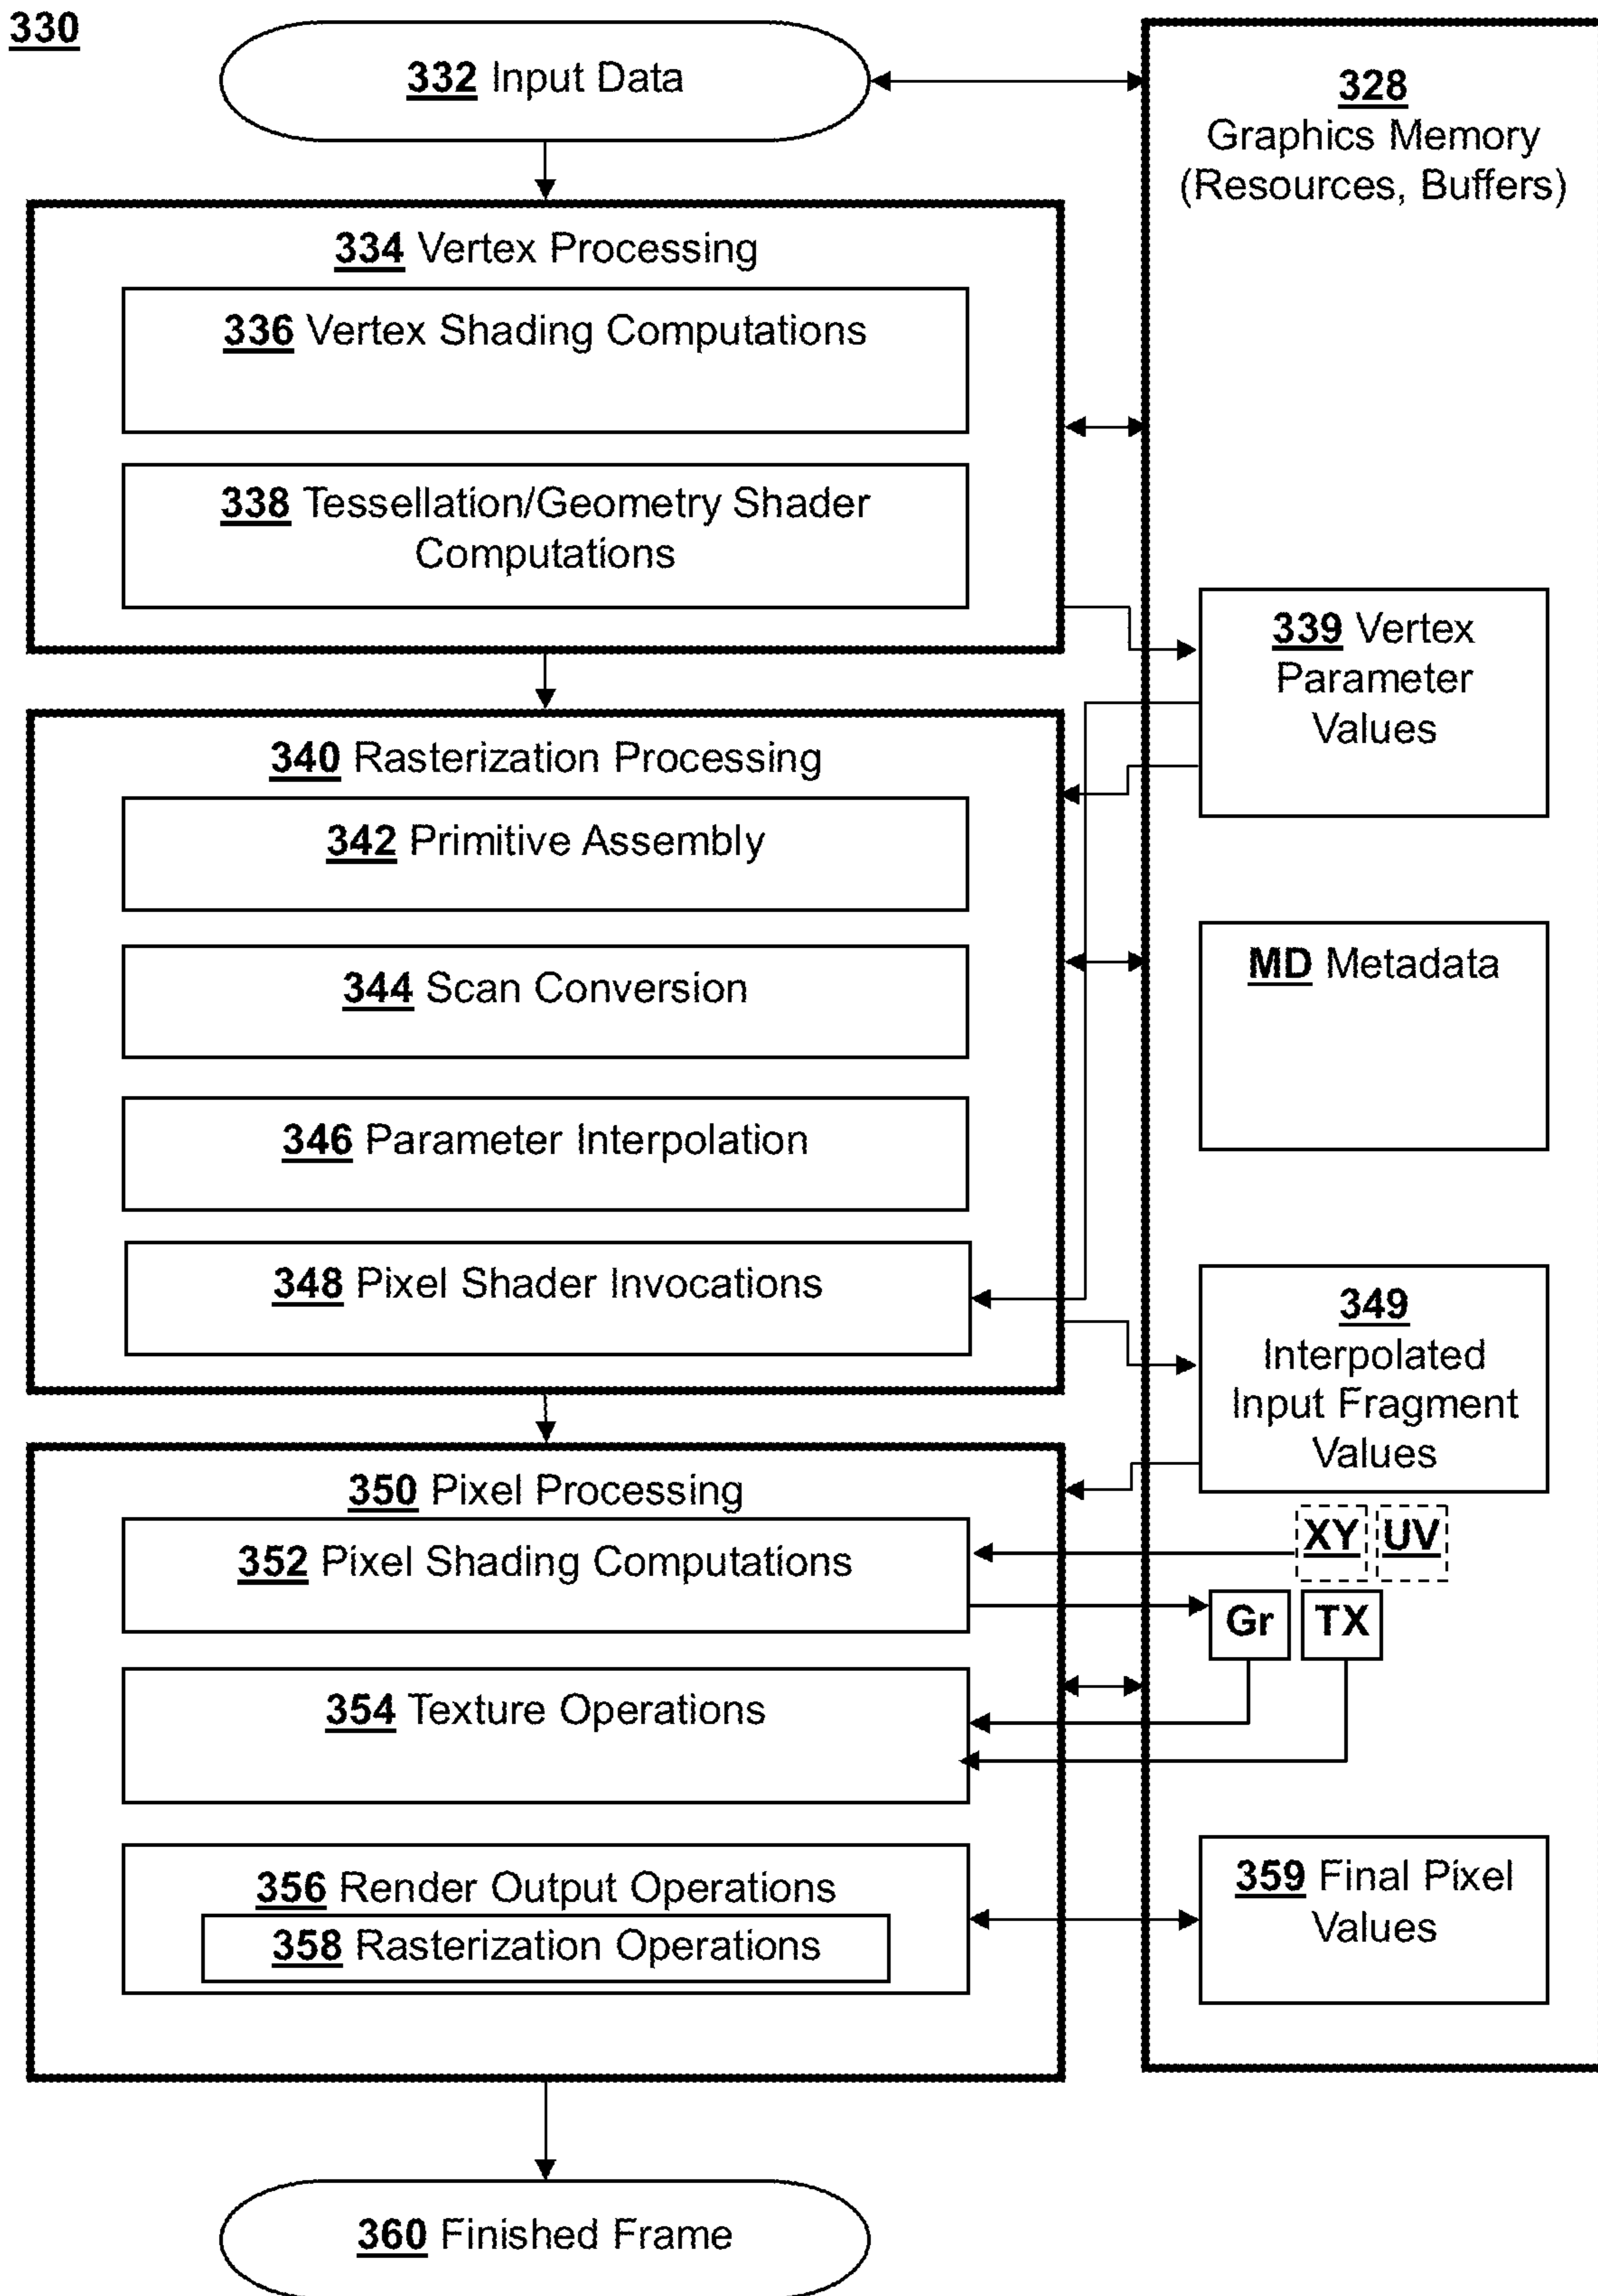 330
332 Input Data
328
Graphics Memory
(Resources, Buffers)
334 Vertex Processing
336 Vertex Shading Computations
338 Tessellation/Geometry Shader
Computations
339 Vertex
Parameter
Values
340 Rasterization Processing
342 Primitive Assembly
MD Metadata
344 Scan Conversion
346 Parameter Interpolation
348 Pixel Shader Invocations
349
Interpolated
Input Fragment
Values
350 Pixel Processing
XY UV
352 Pixel Shading Computations
Gr TX
354 Texture Operations
356 Render Output Operations
358 Rasterization Operations
359 Final Pixel
Values
360 Finished Frame